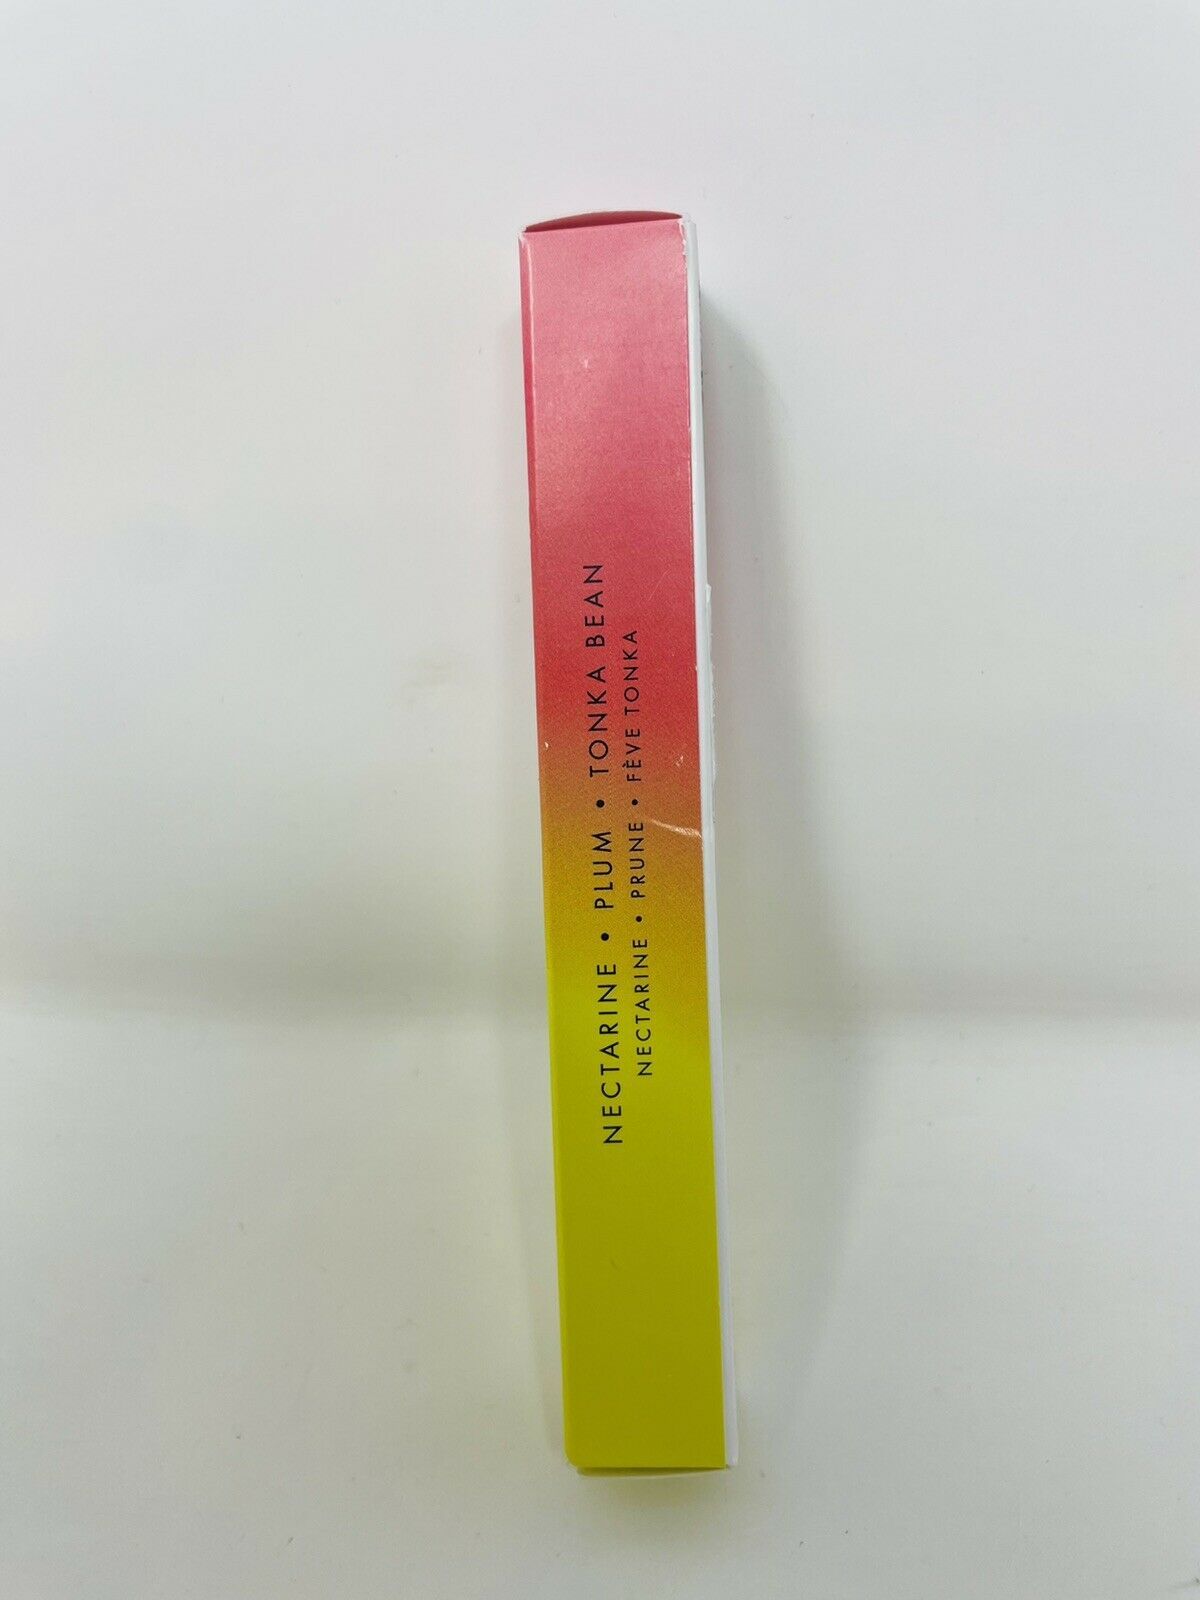 NECTARINE • PLUM • TONKA BEAN
NECTARINE • PRUNE • FÈVE TONKA